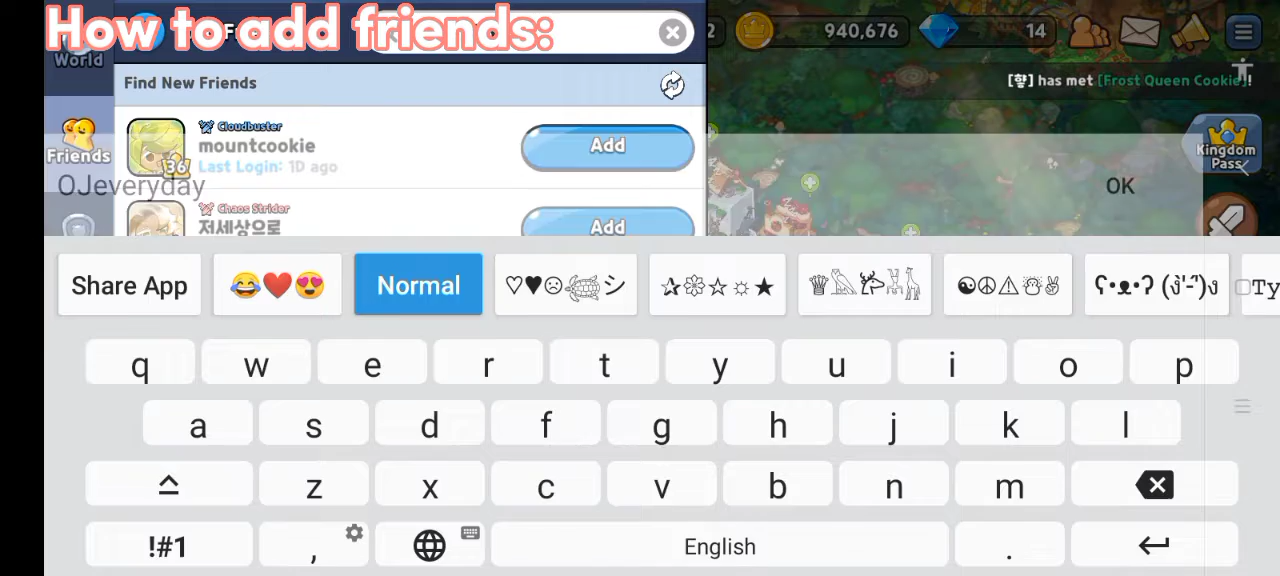 How to add friends:
World
940,676
14
Find New Friends
[향] has met [Frost Queen Cookie]!
Cloudbuster
mountcookie
Last Login: 1D ago
36
Add
Friends
Kingdom
Pass
OJeveryday
OK
Chaos Strider
저세상으로
Add
Share App
😂❤️😍
Normal
♡♥☹🐢シ
✰❊☆☼★
☯☮⚠☃✌
ʕ•ᴥ•ʔ (ง'̀-'́)ง
Ty
q w e r t y u i o p
a s d f g h j k l
z x c v b n m
!#1 , English .